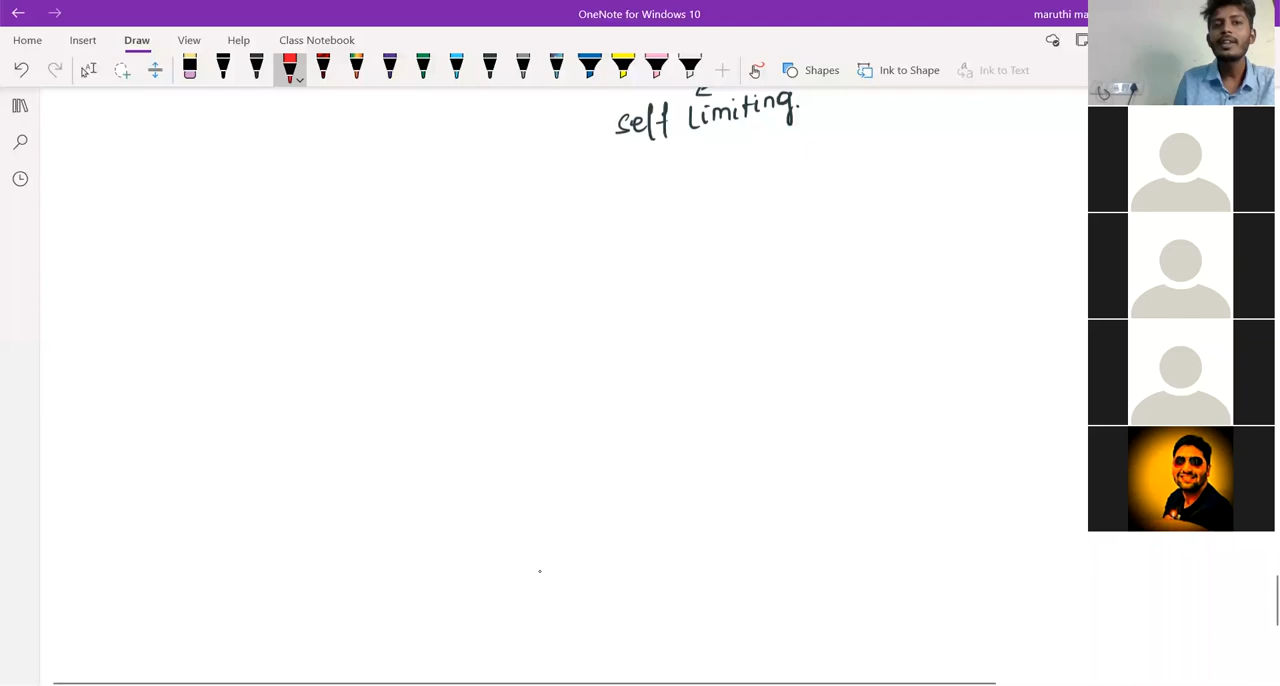 OneNote for Windows 10
maruthi ma
Home Insert Draw View Help Class Notebook
Shapes Ink to Shape Ink to Text
self limiting.